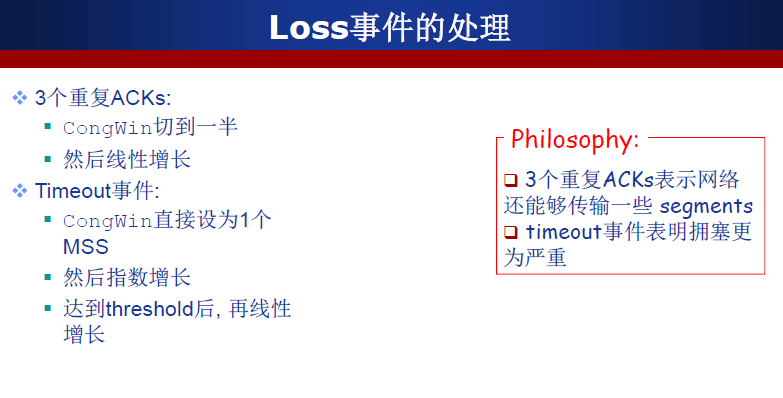 Loss事件的处理
3个重复ACKs:
CongWin切到一半
然后线性增长
Timeout事件:
CongWin直接设为1个
MSS
然后指数增长
达到threshold后, 再线性
增长
Philosophy:
3个重复ACKs表示网络
还能够传输一些 segments
timeout事件表明拥塞更
为严重